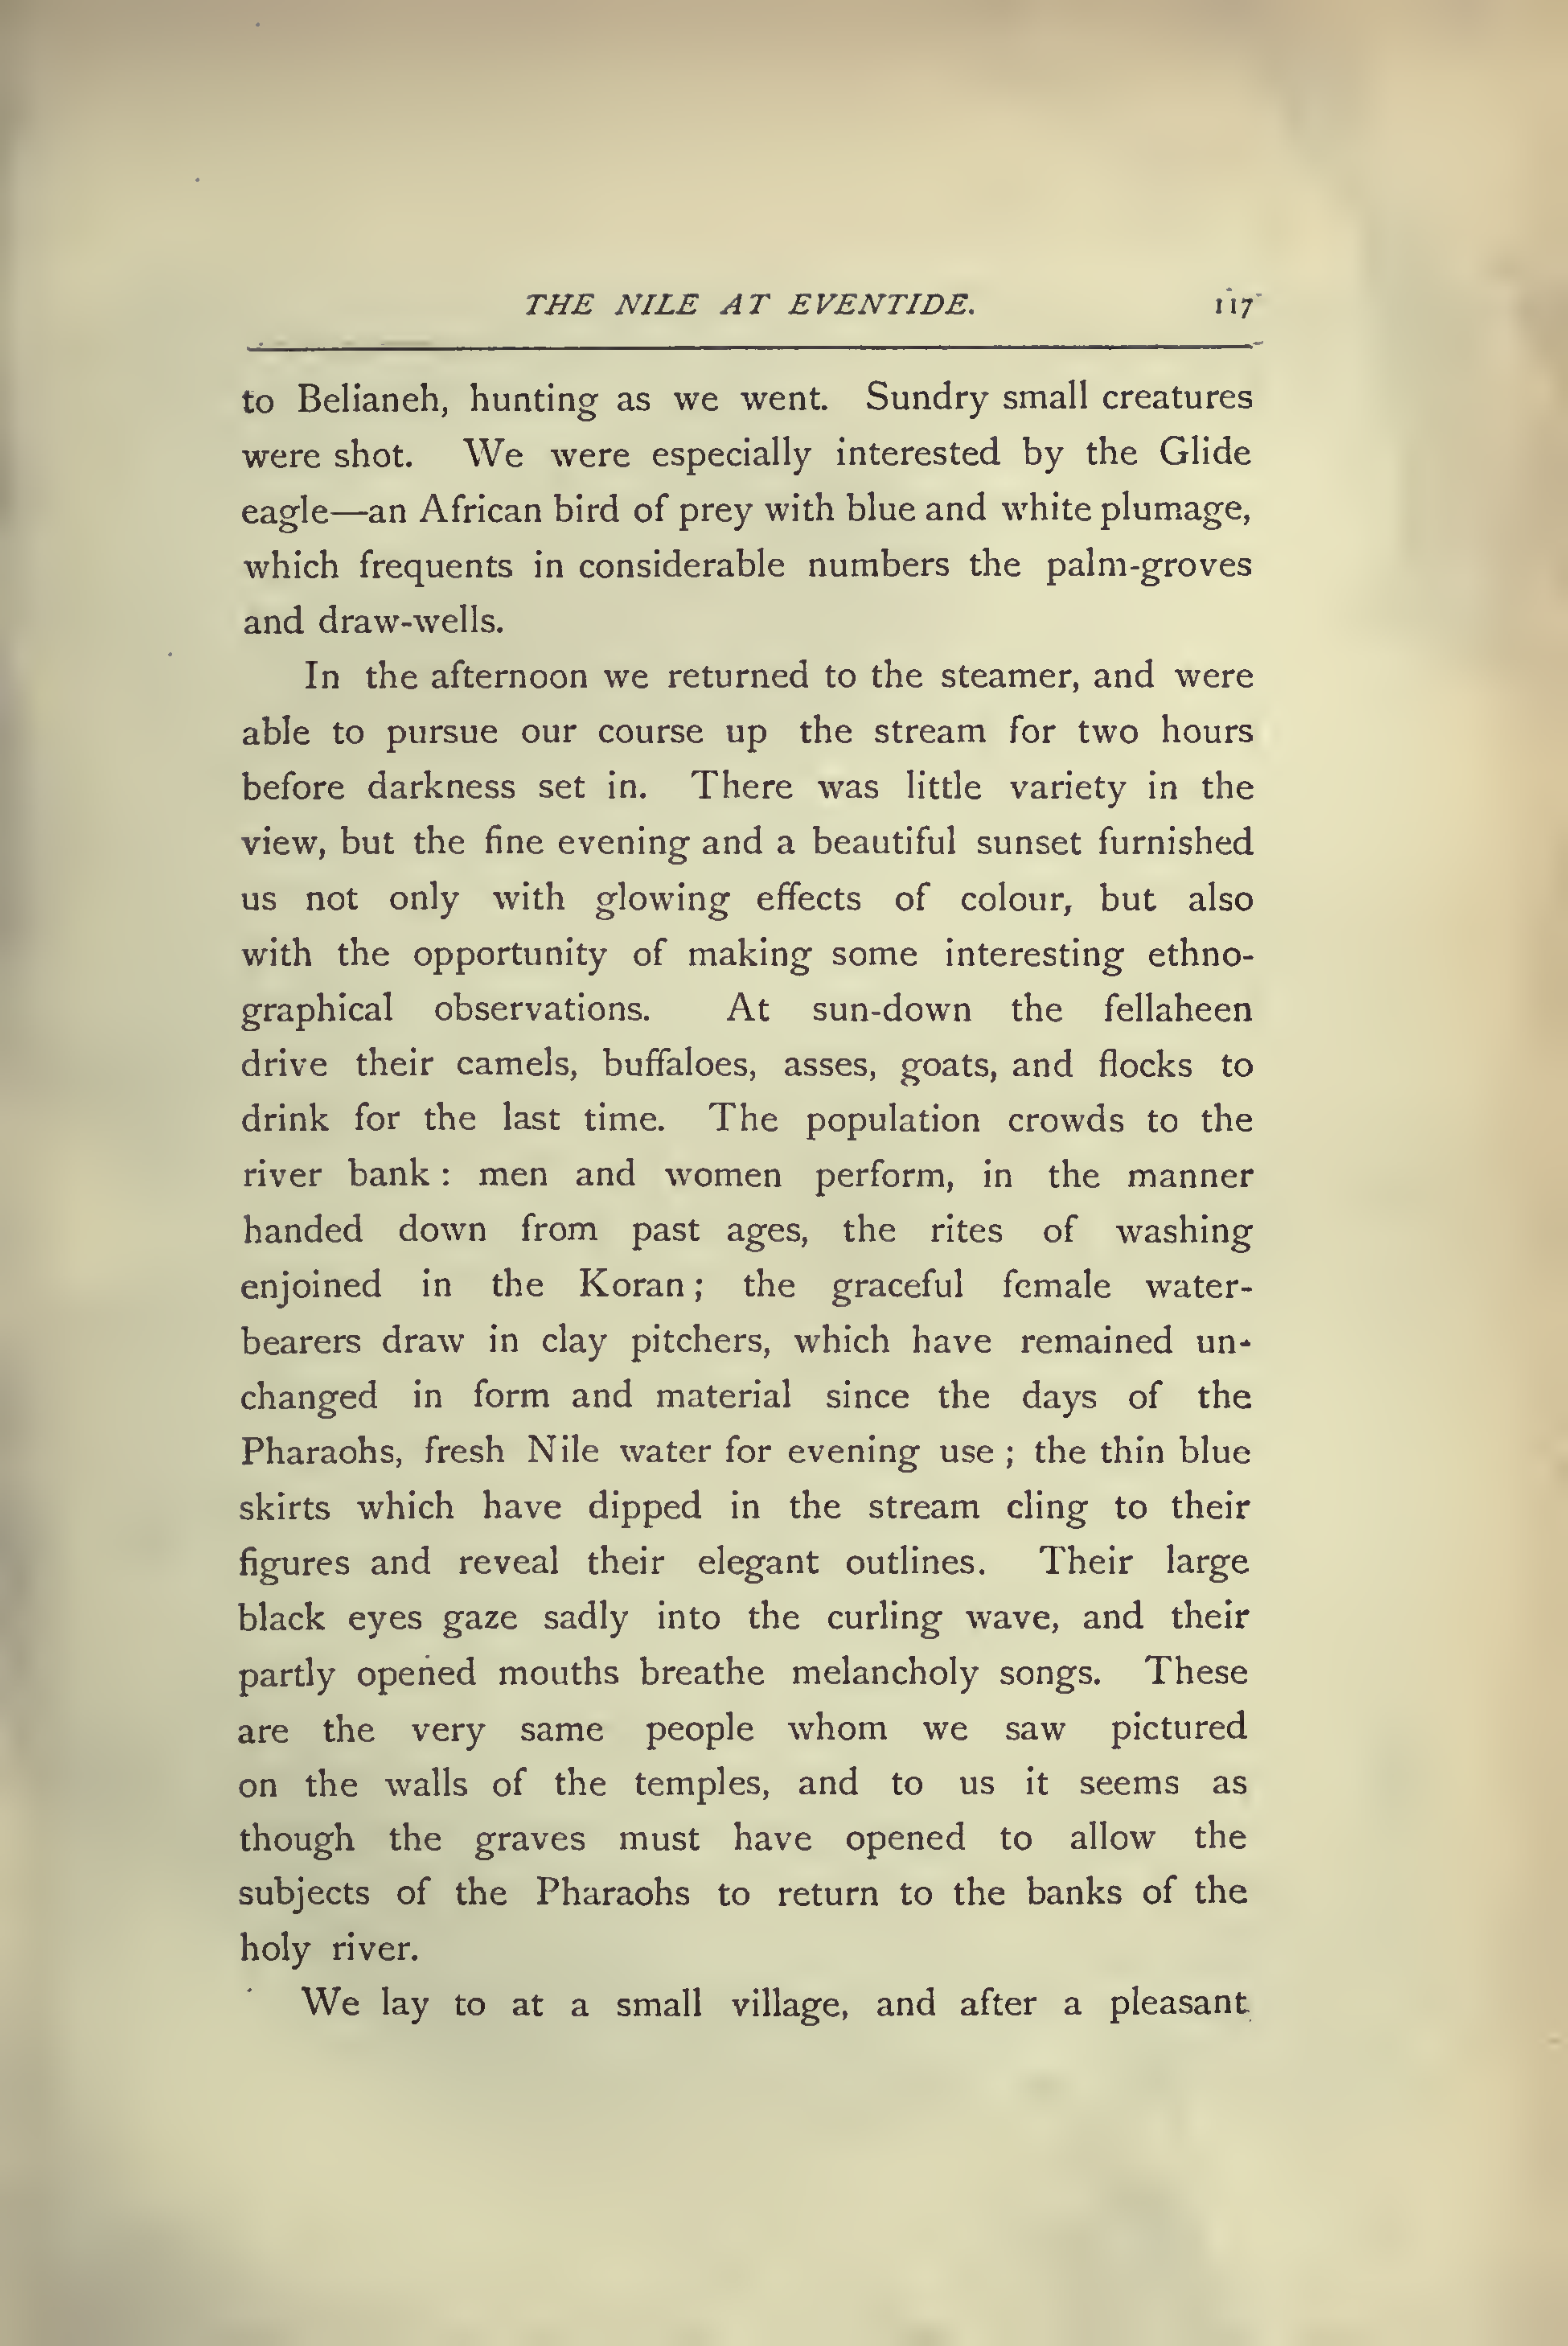 THE NILE AT EVENTIDE. 117
to Belianeh, hunting as we went. Sundry small creatures
were shot. We were especially interested by the Glide
eagle—an African bird of prey with blue and white plumage,
which frequents in considerable numbers the palm-groves
and draw-wells.
In the afternoon we returned to the steamer, and were
able to pursue our course up the stream for two hours
before darkness set in. There was little variety in the
view, but the fine evening and a beautiful sunset furnished
us not only with glowing effects of colour, but also
with the opportunity of making some interesting ethno-
graphical observations. At sun-down the fellaheen
drive their camels, buffaloes, asses, goats, and flocks to
drink for the last time. The population crowds to the
river bank : men and women perform, in the manner
handed down from past ages, the rites of washing
enjoined in the Koran ; the graceful female water-
bearers draw in clay pitchers, which have remained un-
changed in form and material since the days of the
Pharaohs, fresh Nile water for evening use ; the thin blue
skirts which have dipped in the stream cling to their
figures and reveal their elegant outlines. Their large
black eyes gaze sadly into the curling wave, and their
partly opened mouths breathe melancholy songs. These
are the very same people whom we saw pictured
on the walls of the temples, and to us it seems as
though the graves must have opened to allow the
subjects of the Pharaohs to return to the banks of the
holy river.
We lay to at a small village, and after a pleasant